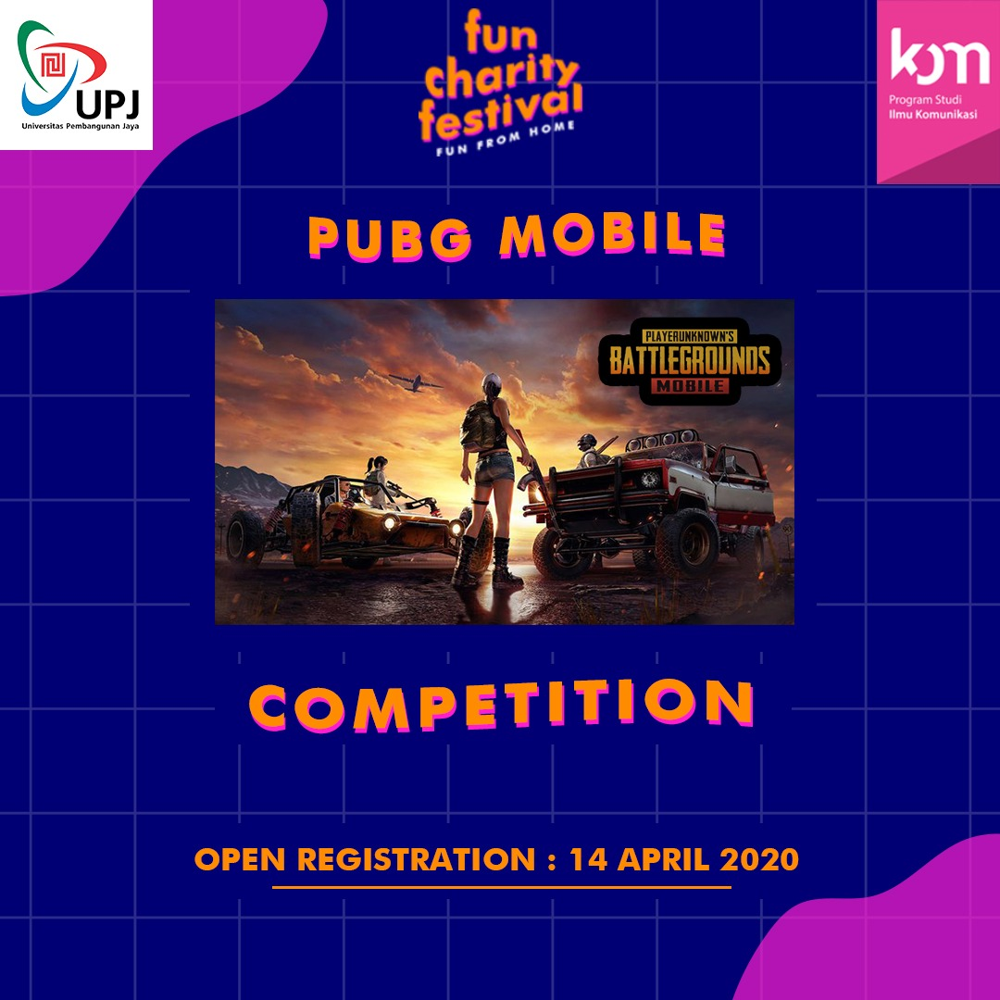 UPJ
Universitas Pembangunan Jaya
fun
charity
festival
FUN FROM HOME
kom
Program Studi
Ilmu Komunikasi
PUBG MOBILE
PLAYERUNKNOWN'S
BATTLEGROUNDS
MOBILE
COMPETITION
OPEN REGISTRATION : 14 APRIL 2020